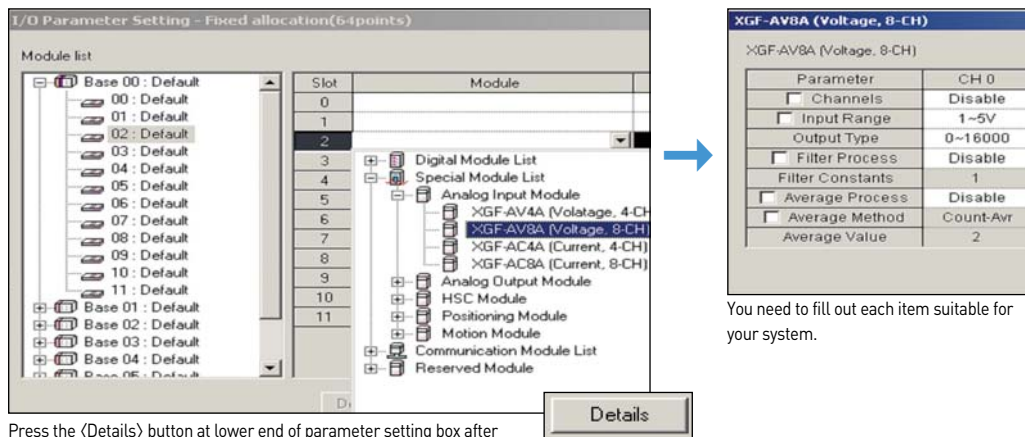 I/O Parameter Setting - Fixed allocation(64points)
Module list
Base 00 : Default
00 : Default
01 : Default
02 : Default
03 : Default
04 : Default
05 : Default
06 : Default
07 : Default
08 : Default
09 : Default
10 : Default
11 : Default
Base 01 : Default
Base 02 : Default
Base 03 : Default
Base 04 : Default
Base 05 : Default
Slot Module
0
1
2
3
4
5
6
7
8
9
10
11
Digital Module List
Special Module List
Analog Input Module
XGF-AV4A (Volatage, 4-CH
XGF-AV8A (Voltage, 8-CH)
XGF-AC4A (Current, 4-CH)
XGF-AC8A (Current, 8-CH)
Analog Output Module
HSC Module
Positioning Module
Motion Module
Communication Module List
Reserved Module
Details
Press the 〈Details〉 button at lower end of parameter setting box after
XGF-AV8A (Voltage, 8-CH)
XGF-AV8A (Voltage, 8-CH)
Parameter CH 0
Channels Disable
Input Range 1~5V
Output Type 0~16000
Filter Process Disable
Filter Constants 1
Average Process Disable
Average Method Count-Avr
Average Value 2
You need to fill out each item suitable for
your system.